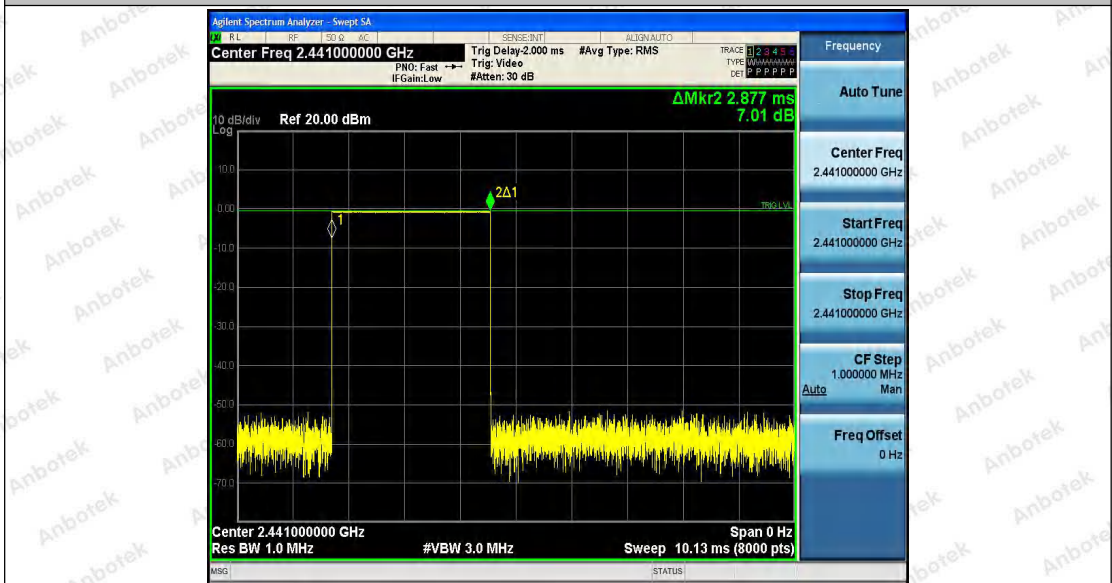 Agilent Spectrum Analyzer - Swept SA
RL RF 50 Ω AC SENSE:INT ALIGNAUTO
Center Freq 2.441000000 GHz
PNO: Fast
IFGain:Low
Trig Delay-2.000 ms
Trig: Video
#Atten: 30 dB
#Avg Type: RMS
TRACE 1 2 3 4 5 6
TYPE
DET P P P P P P
ΔMkr2 2.877 ms
7.01 dB
10 dB/div Ref 20.00 dBm
Log
10.0
0.00
-10.0
-20.0
-30.0
-40.0
-50.0
-60.0
-70.0
1
2Δ1
TRIG LVL
Center 2.441000000 GHz Span 0 Hz
Res BW 1.0 MHz #VBW 3.0 MHz Sweep 10.13 ms (8000 pts)
MSG STATUS
Frequency
Auto Tune
Center Freq
2.441000000 GHz
Start Freq
2.441000000 GHz
Stop Freq
2.441000000 GHz
CF Step
1.000000 MHz
Auto Man
Freq Offset
0 Hz
Anbotek